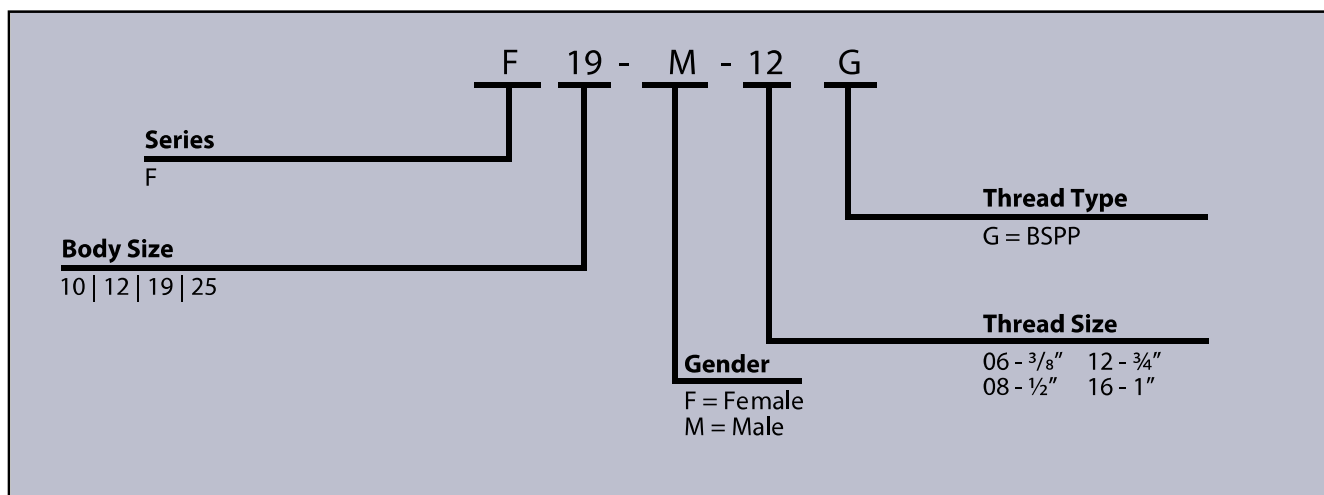 F 19 - M - 12 G
Series
F
Body Size
10 | 12 | 19 | 25
Gender
F = Female
M = Male
Thread Type
G = BSPP
Thread Size
06 - ³/₈” 12 - ¾”
08 - ½” 16 - 1”